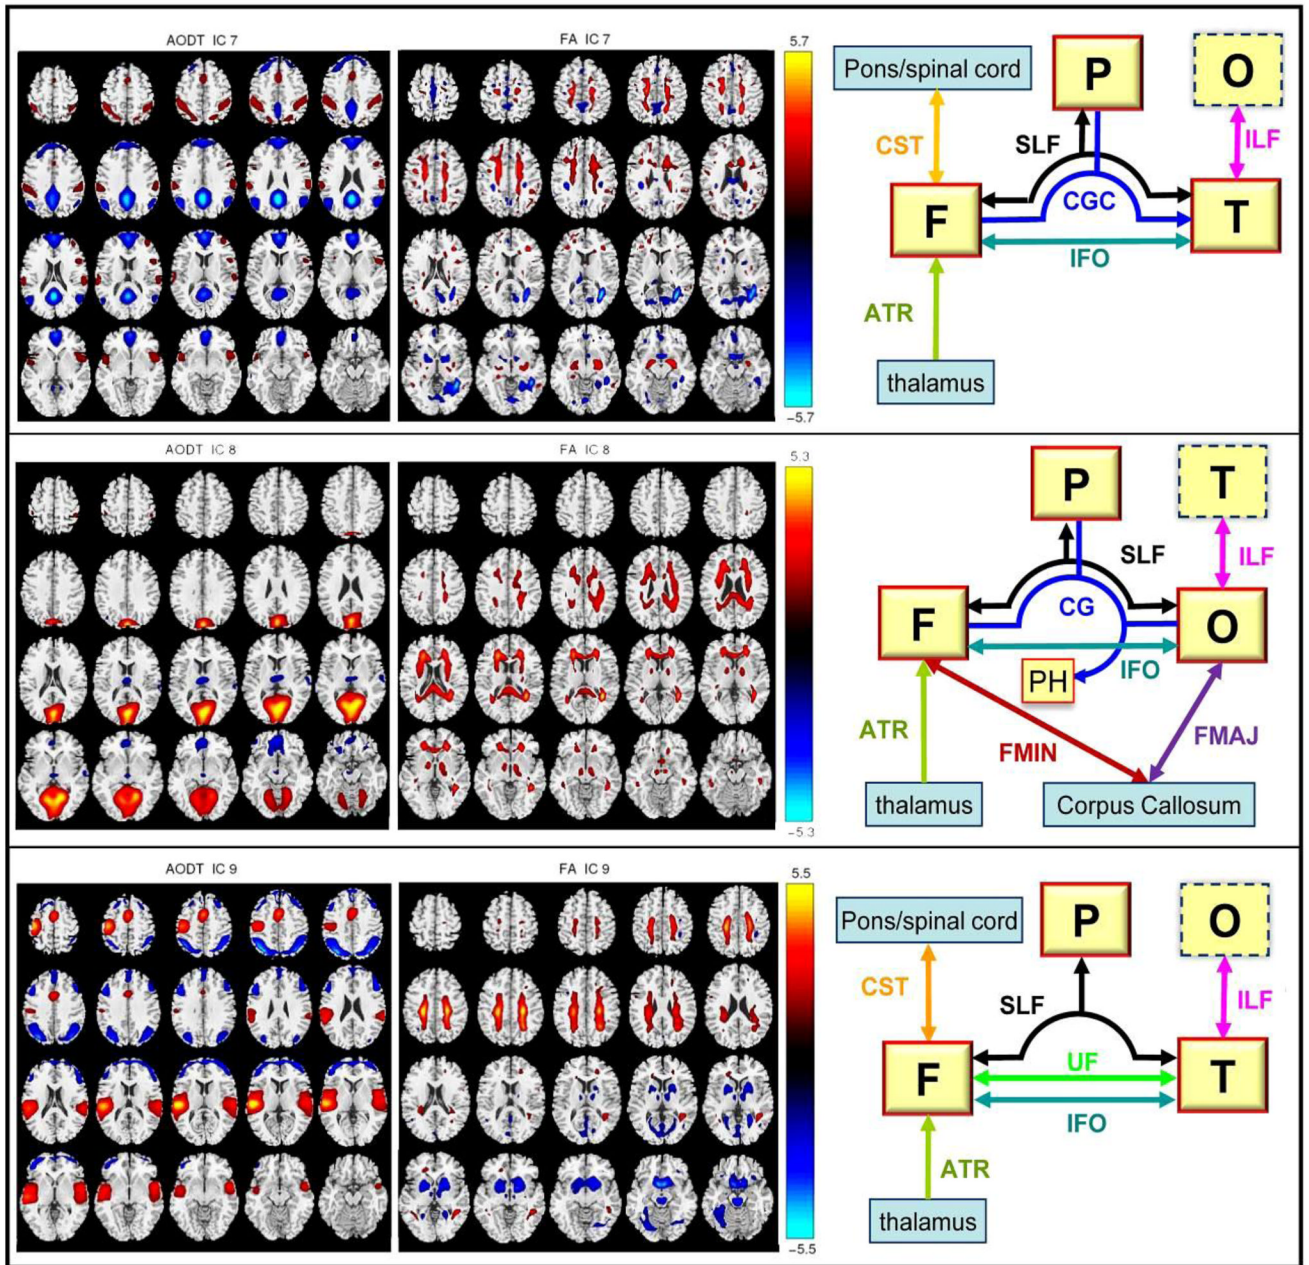 AODT IC 7
FA IC 7
5.7
−5.7
Pons/spinal cord
P
O
CST
SLF
ILF
F
CGC
T
IFO
ATR
thalamus
AODT IC 8
FA IC 8
5.3
−5.3
P
T
SLF
ILF
F
CG
O
PH
IFO
ATR
FMIN
FMAJ
thalamus
Corpus Callosum
AODT IC 9
FA IC 9
5.5
−5.5
Pons/spinal cord
P
O
CST
SLF
ILF
F
UF
T
IFO
ATR
thalamus